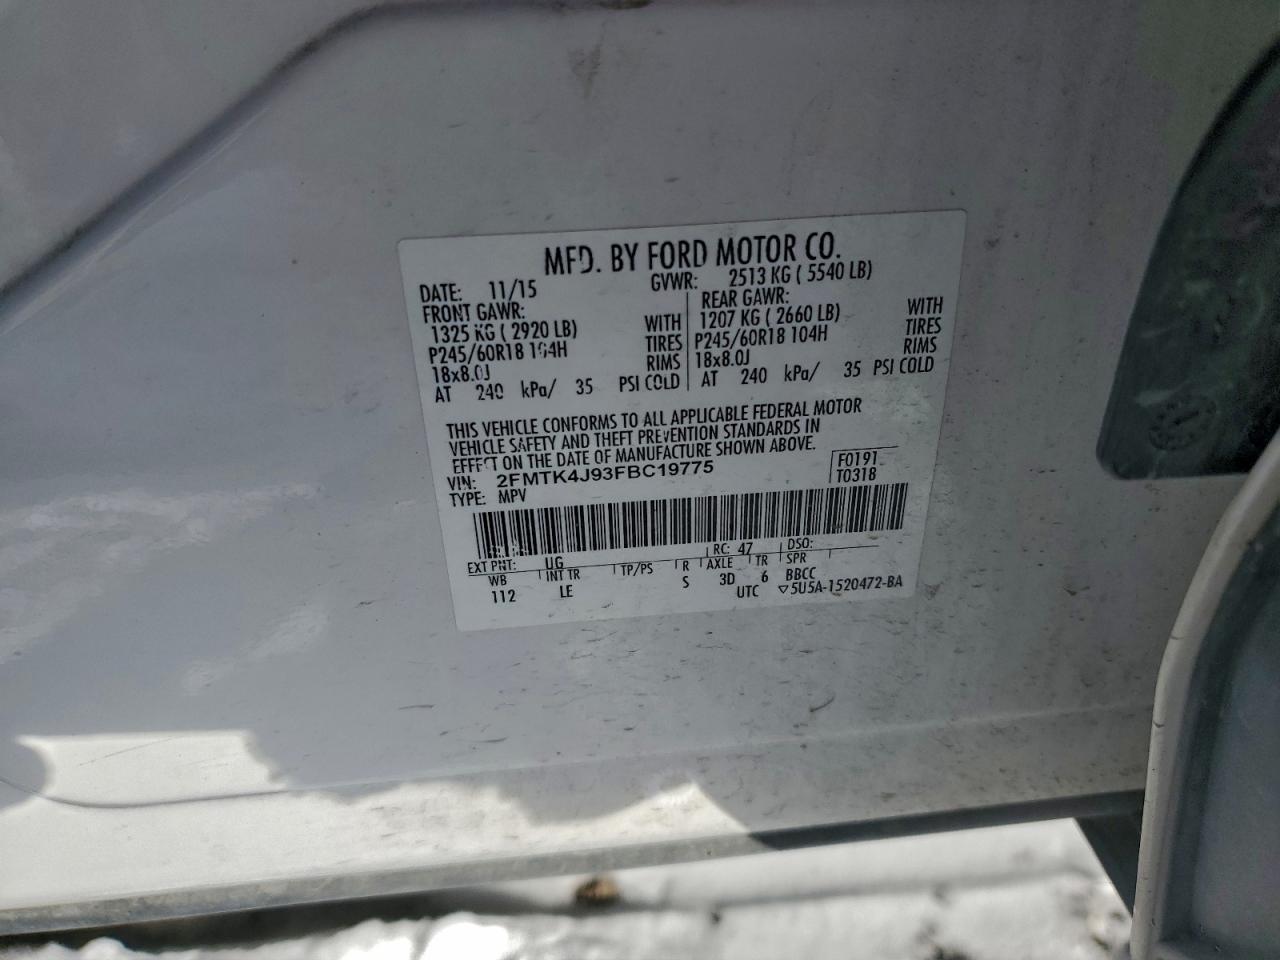 MFD. BY FORD MOTOR CO.
DATE: 11/15 GVWR: 2513 KG ( 5540 LB)
FRONT GAWR: REAR GAWR:
1325 KG ( 2920 LB) WITH 1207 KG ( 2660 LB) WITH
P245/60R18 104H TIRES P245/60R18 104H TIRES
18x8.0J RIMS 18x8.0J RIMS
AT 240 kPa/ 35 PSI COLD AT 240 kPa/ 35 PSI COLD
THIS VEHICLE CONFORMS TO ALL APPLICABLE FEDERAL MOTOR
VEHICLE SAFETY AND THEFT PREVENTION STANDARDS IN
EFFECT ON THE DATE OF MANUFACTURE SHOWN ABOVE.
VIN: 2FMTK4J93FBC19775 F0191
TYPE: MPV T0318
EXT PNT: UG RC: 47 DSO:
WB INT TR TP/PS R AXLE TR SPR
112 LE S 3D 6 BBCC
UTC ▽5U5A-1520472-BA